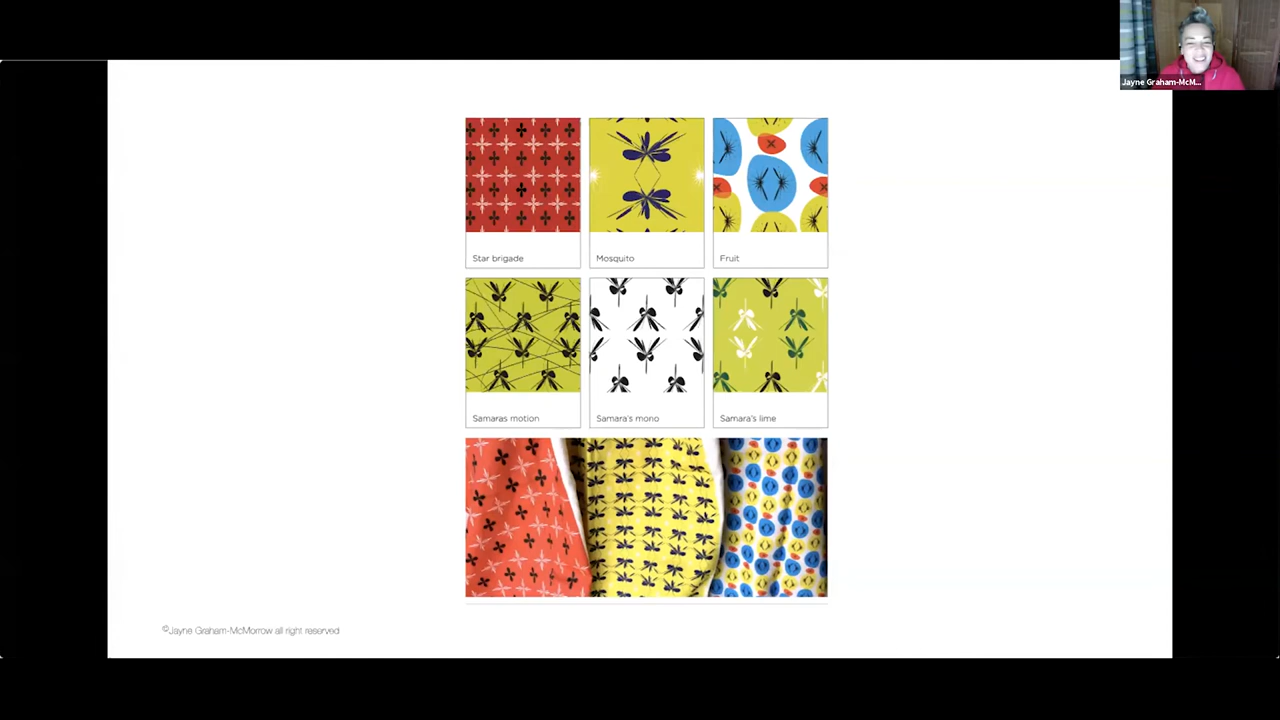 Jayne Graham-McM...
Star brigade
Mosquito
Fruit
Samaras motion
Samara's mono
Samara's lime
©Jayne Graham-McMorrow all right reserved